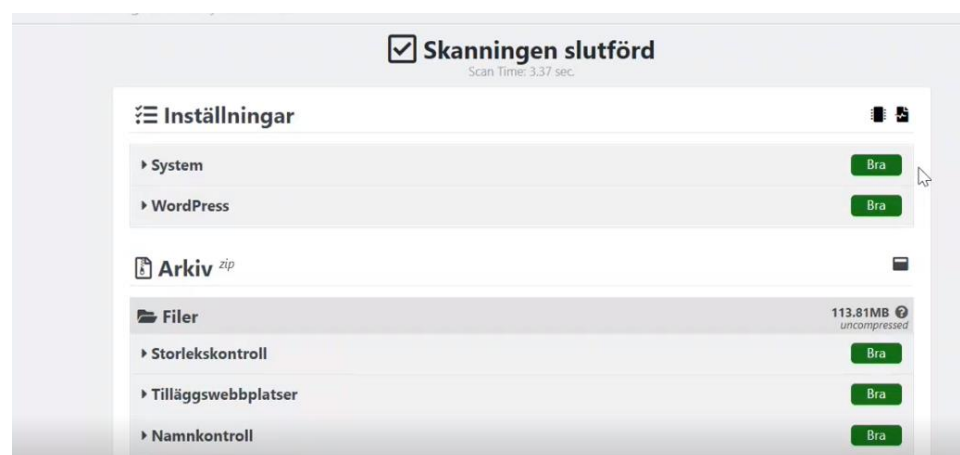 Skanningen slutförd
Scan Time: 3.37 sec.
Inställningar
System Bra
WordPress Bra
Arkiv zip
Filer 113.81MB
uncompressed
Storlekskontroll Bra
Tilläggswebbplatser Bra
Namnkontroll Bra